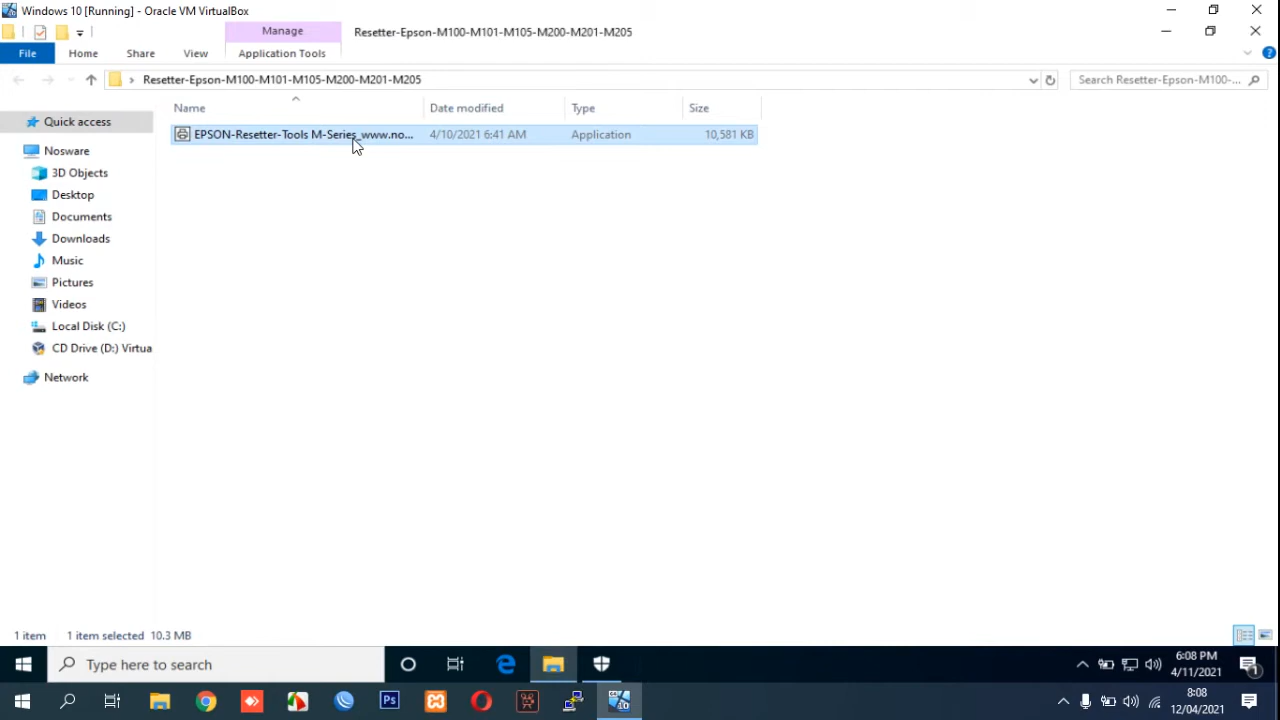 Windows 10 [Running] - Oracle VM VirtualBox
Manage
Resetter-Epson-M100-M101-M105-M200-M201-M205
File
Home
Share
View
Application Tools
Resetter-Epson-M100-M101-M105-M200-M201-M205
Search Resetter-Epson-M100-...
Name
Date modified
Type
Size
EPSON-Resetter-Tools M-Series_www.no...
4/10/2021 6:41 AM
Application
10,581 KB
Quick access
Nosware
3D Objects
Desktop
Documents
Downloads
Music
Pictures
Videos
Local Disk (C:)
CD Drive (D:) Virtua
Network
1 item
1 item selected
10.3 MB
Type here to search
6:08 PM
4/11/2021
1
Ps
8:08
12/04/2021